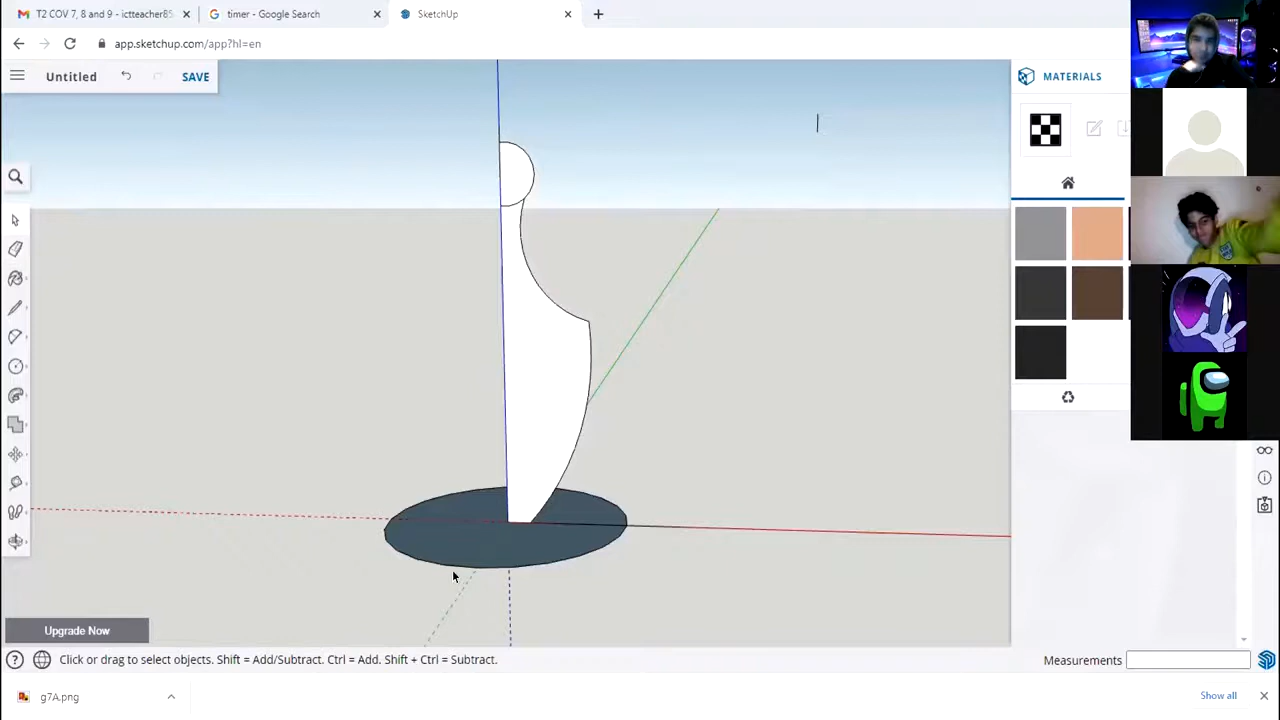 T2 COV 7, 8 and 9 - ictteacher85
timer - Google Search
SketchUp
app.sketchup.com/app?hl=en
Untitled
SAVE
MATERIALS
Upgrade Now
Click or drag to select objects. Shift = Add/Subtract. Ctrl = Add. Shift + Ctrl = Subtract.
Measurements
g7A.png
Show all